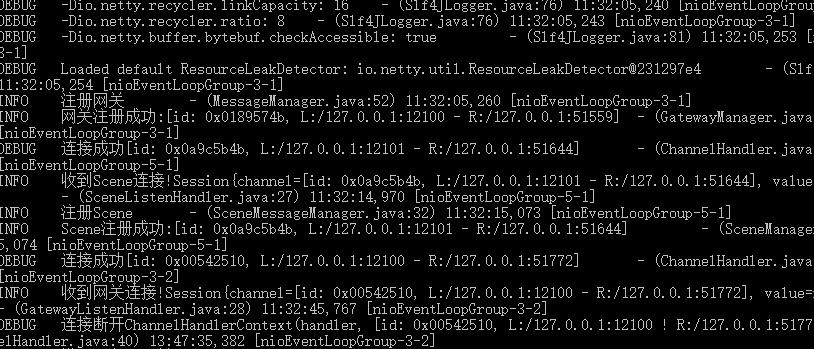 DEBUG -Dio.netty.recycler.linkCapacity: 16 - (Slf4JLogger.java:76) 11:32:05,240 [nioEventLoopGroup-3-1]
DEBUG -Dio.netty.recycler.ratio: 8 - (Slf4JLogger.java:76) 11:32:05,243 [nioEventLoopGroup-3-1]
DEBUG -Dio.netty.buffer.bytebuf.checkAccessible: true - (Slf4JLogger.java:81) 11:32:05,253 [n
3-1]
DEBUG Loaded default ResourceLeakDetector: io.netty.util.ResourceLeakDetector@231297e4 - (Slf
11:32:05,254 [nioEventLoopGroup-3-1]
INFO 注册网关 - (MessageManager.java:52) 11:32:05,260 [nioEventLoopGroup-3-1]
INFO 网关注册成功:[id: 0x0189574b, L:/127.0.0.1:12100 - R:/127.0.0.1:51559] - (GatewayManager.java
[nioEventLoopGroup-3-1]
DEBUG 连接成功[id: 0x0a9c5b4b, L:/127.0.0.1:12101 - R:/127.0.0.1:51644] - (ChannelHandler.java
[nioEventLoopGroup-5-1]
INFO 收到Scene连接!Session{channel=[id: 0x0a9c5b4b, L:/127.0.0.1:12101 - R:/127.0.0.1:51644], value=
- (SceneListenHandler.java:27) 11:32:14,970 [nioEventLoopGroup-5-1]
INFO 注册Scene - (SceneMessageManager.java:32) 11:32:15,073 [nioEventLoopGroup-5-1]
INFO Scene注册成功:[id: 0x0a9c5b4b, L:/127.0.0.1:12101 - R:/127.0.0.1:51644] - (SceneManager
5,074 [nioEventLoopGroup-5-1]
DEBUG 连接成功[id: 0x00542510, L:/127.0.0.1:12100 - R:/127.0.0.1:51772] - (ChannelHandler.java
[nioEventLoopGroup-3-2]
INFO 收到网关连接!Session{channel=[id: 0x00542510, L:/127.0.0.1:12100 - R:/127.0.0.1:51772], value=
- (GatewayListenHandler.java:28) 11:32:45,767 [nioEventLoopGroup-3-2]
DEBUG 连接断开ChannelHandlerContext(handler, [id: 0x00542510, L:/127.0.0.1:12100 ! R:/127.0.0.1:5177
elHandler.java:40) 13:47:35,382 [nioEventLoopGroup-3-2]